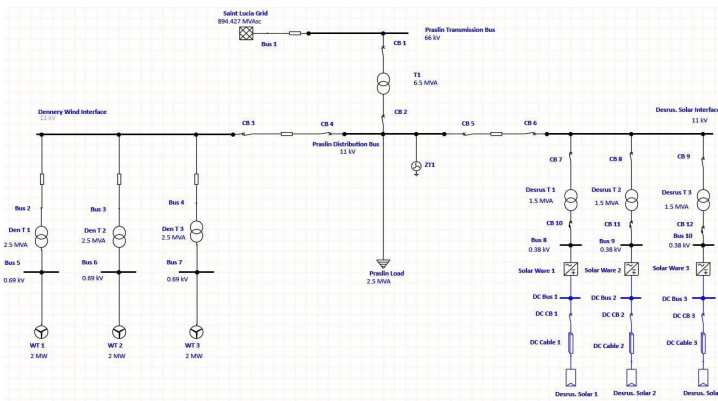 Saint Lucia Grid
894.427 MVAsc
Bus 1
Praslin Transmission Bus
66 kV
CB 1
T1
6.5 MVA
CB 2
Dennery Wind Interface
11 kV
CB 3
CB 4
Praslin Distribution Bus
11 kV
CB 5
CB 6
Desrus. Solar Interface
11 kV
ZT1
CB 7
CB 8
CB 9
Bus 2
Bus 3
Bus 4
Desrus T 1
1.5 MVA
Desrus T 2
1.5 MVA
Desrus T 3
1.5 MVA
Den T 1
2.5 MVA
Den T 2
2.5 MVA
Den T 3
2.5 MVA
CB 10
CB 11
CB 12
Bus 8
0.38 kV
Bus 9
0.38 kV
Bus 10
0.38 kV
Bus 5
0.69 kV
Bus 6
0.69 kV
Bus 7
0.69 kV
Praslin Load
2.5 MVA
Solar Ware 1
Solar Ware 2
Solar Ware 3
DC Bus 1
DC Bus 2
DC Bus 3
DC CB 1
DC CB 2
DC CB 3
WT 1
2 MW
WT 2
2 MW
WT 3
2 MW
DC Cable 1
DC Cable 2
DC Cable 3
Desrus. Solar 1
Desrus. Solar 2
Desrus. Sola